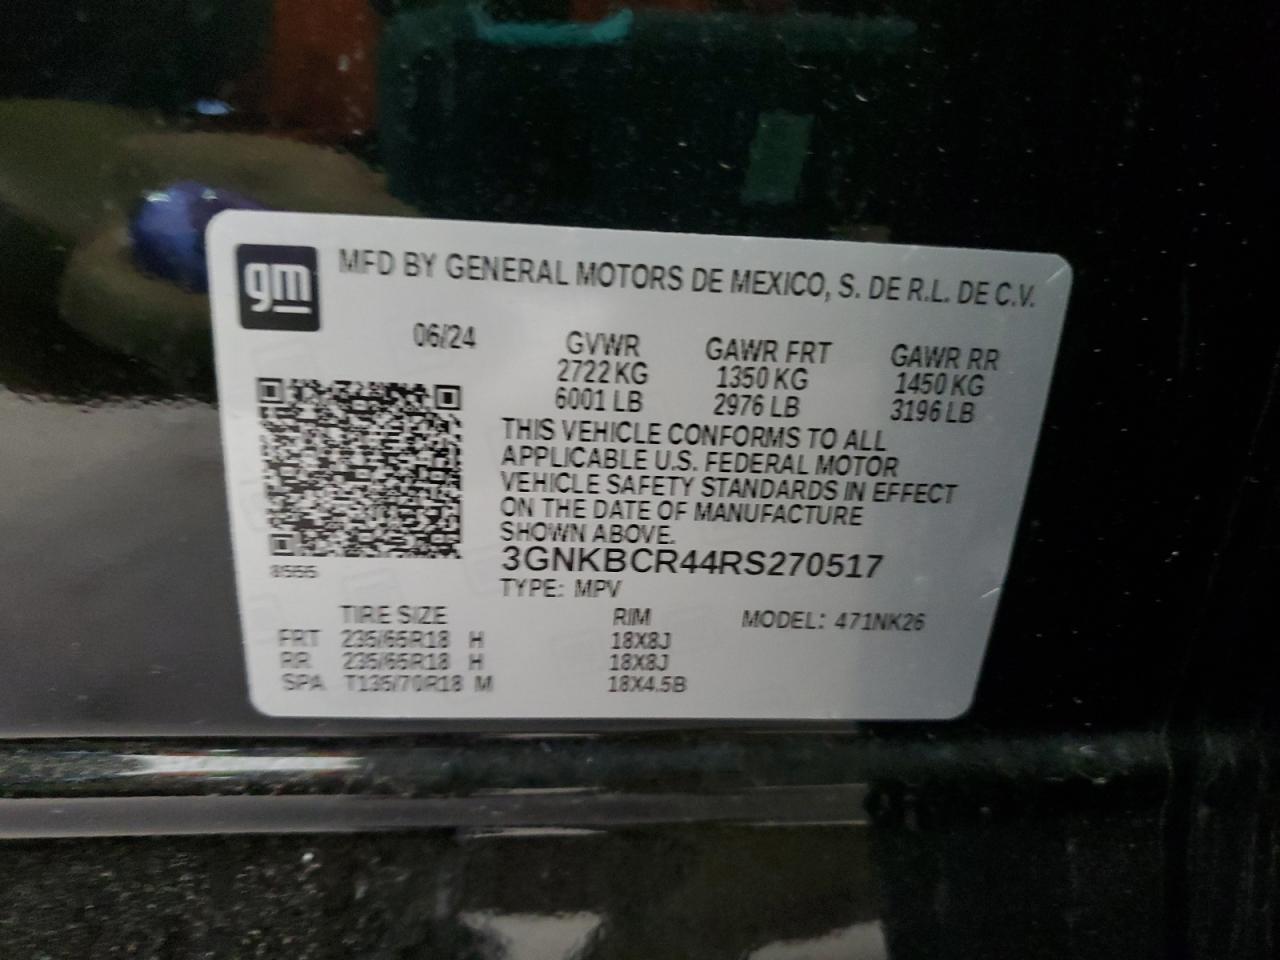 gm
MFD BY GENERAL MOTORS DE MEXICO, S. DE R.L. DE C.V.
06/24 GVWR GAWR FRT GAWR RR
2722 KG 1350 KG 1450 KG
6001 LB 2976 LB 3196 LB
THIS VEHICLE CONFORMS TO ALL
APPLICABLE U.S. FEDERAL MOTOR
VEHICLE SAFETY STANDARDS IN EFFECT
ON THE DATE OF MANUFACTURE
SHOWN ABOVE.
3GNKBCR44RS270517
8555
TYPE: MPV
TIRE SIZE RIM MODEL: 471NK26
FRT 235/65R18 H 18X8J
RR 235/65R18 H 18X8J
SPA T135/70R18 M 18X4.5B